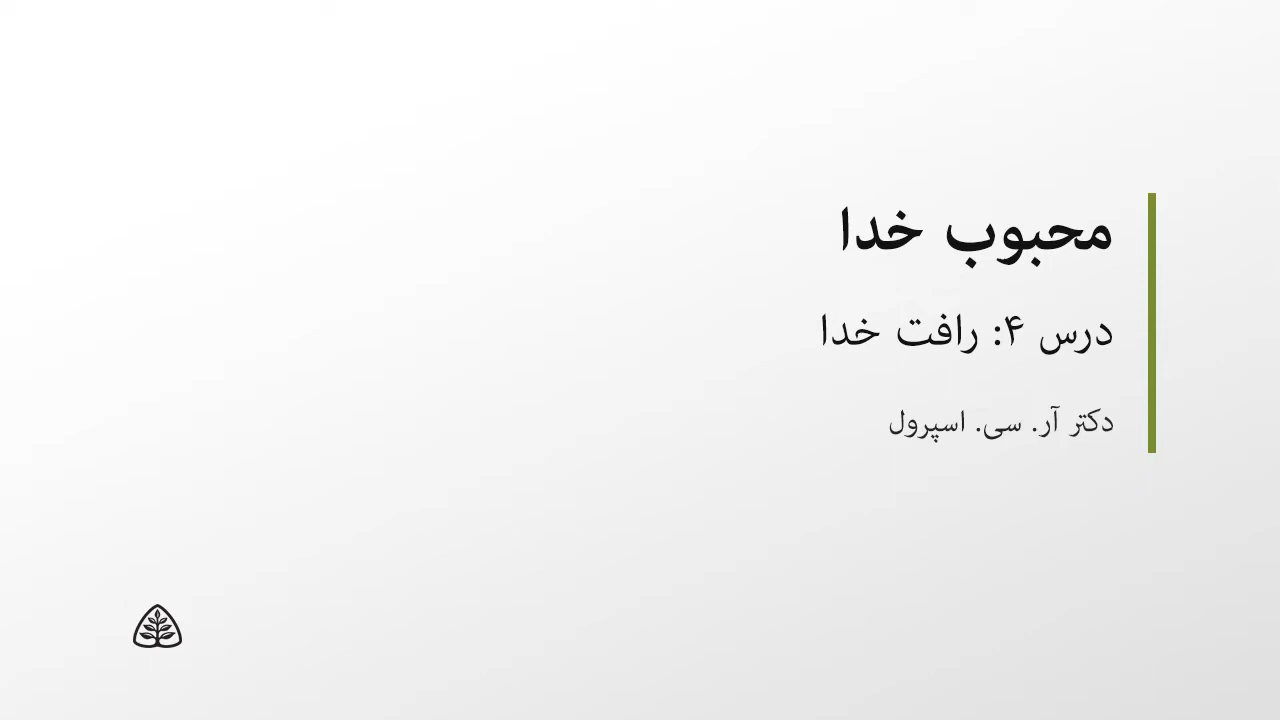 محبوب خدا
درس ۴: رافت خدا
دکتر آر. سی. اسپرول